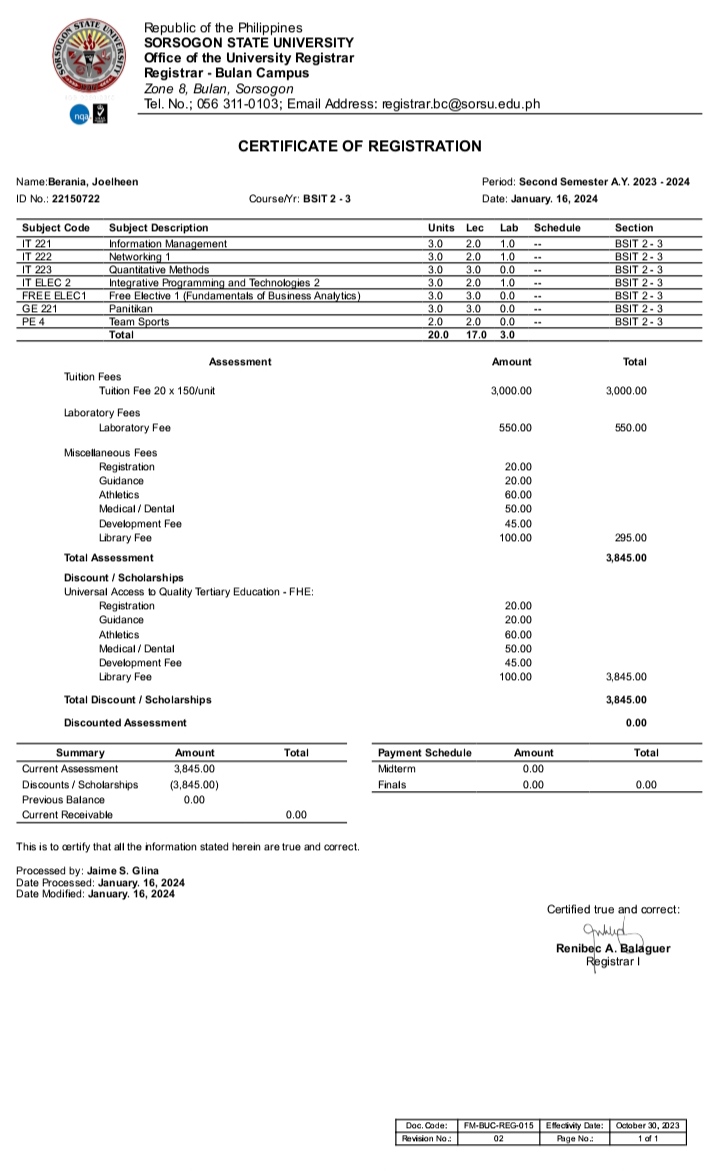 SORSOGON STATE UNIVERSITY
Republic of the Philippines
SORSOGON STATE UNIVERSITY
Office of the University Registrar
Registrar - Bulan Campus
Zone 8, Bulan, Sorsogon
Tel. No.; 056 311-0103; Email Address: registrar.bc@sorsu.edu.ph
nqa
CERTIFICATE OF REGISTRATION
Name:Berania, Joelheen Period: Second Semester A.Y. 2023 - 2024
ID No.: 22150722 Course/Yr: BSIT 2 - 3 Date: January. 16, 2024
Subject Code Subject Description Units Lec Lab Schedule Section
IT 221 Information Management 3.0 2.0 1.0 -- BSIT 2 - 3
IT 222 Networking 1 3.0 2.0 1.0 -- BSIT 2 - 3
IT 223 Quantitative Methods 3.0 3.0 0.0 -- BSIT 2 - 3
IT ELEC 2 Integrative Programming and Technologies 2 3.0 2.0 1.0 -- BSIT 2 - 3
FREE ELEC1 Free Elective 1 (Fundamentals of Business Analytics) 3.0 3.0 0.0 -- BSIT 2 - 3
GE 221 Panitikan 3.0 3.0 0.0 -- BSIT 2 - 3
PE 4 Team Sports 2.0 2.0 0.0 -- BSIT 2 - 3
Total 20.0 17.0 3.0
Assessment Amount Total
Tuition Fees
Tuition Fee 20 x 150/unit 3,000.00 3,000.00
Laboratory Fees
Laboratory Fee 550.00 550.00
Miscellaneous Fees
Registration 20.00
Guidance 20.00
Athletics 60.00
Medical / Dental 50.00
Development Fee 45.00
Library Fee 100.00 295.00
Total Assessment 3,845.00
Discount / Scholarships
Universal Access to Quality Tertiary Education - FHE:
Registration 20.00
Guidance 20.00
Athletics 60.00
Medical / Dental 50.00
Development Fee 45.00
Library Fee 100.00 3,845.00
Total Discount / Scholarships 3,845.00
Discounted Assessment 0.00
Summary Amount Total
Current Assessment 3,845.00
Discounts / Scholarships (3,845.00)
Previous Balance 0.00
Current Receivable 0.00
Payment Schedule Amount Total
Midterm 0.00
Finals 0.00 0.00
This is to certify that all the information stated herein are true and correct.
Processed by: Jaime S. Glina
Date Processed: January. 16, 2024
Date Modified: January. 16, 2024
Certified true and correct:
Renibec A. Balaguer
Registrar I
Doc. Code: FM-BUC-REG-015 Effectivity Date: October 30, 2023
Revision No.: 02 Page No.: 1 of 1